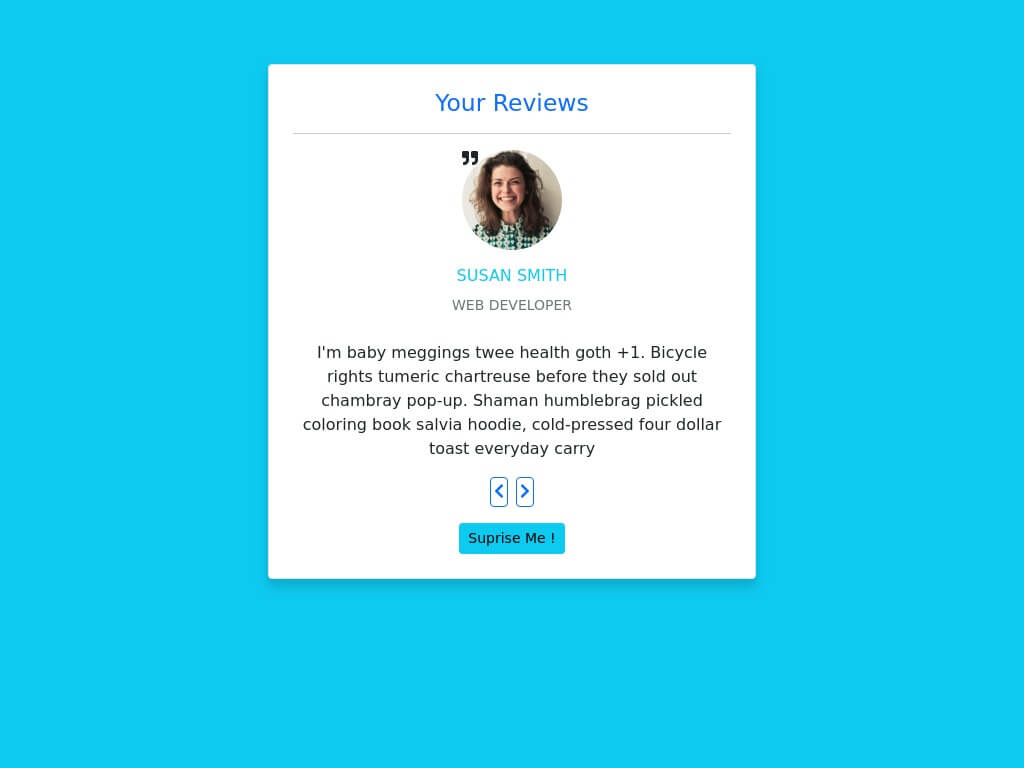 Your Reviews
SUSAN SMITH
WEB DEVELOPER
I'm baby meggings twee health goth +1. Bicycle
rights tumeric chartreuse before they sold out
chambray pop-up. Shaman humblebrag pickled
coloring book salvia hoodie, cold-pressed four dollar
toast everyday carry
Suprise Me !